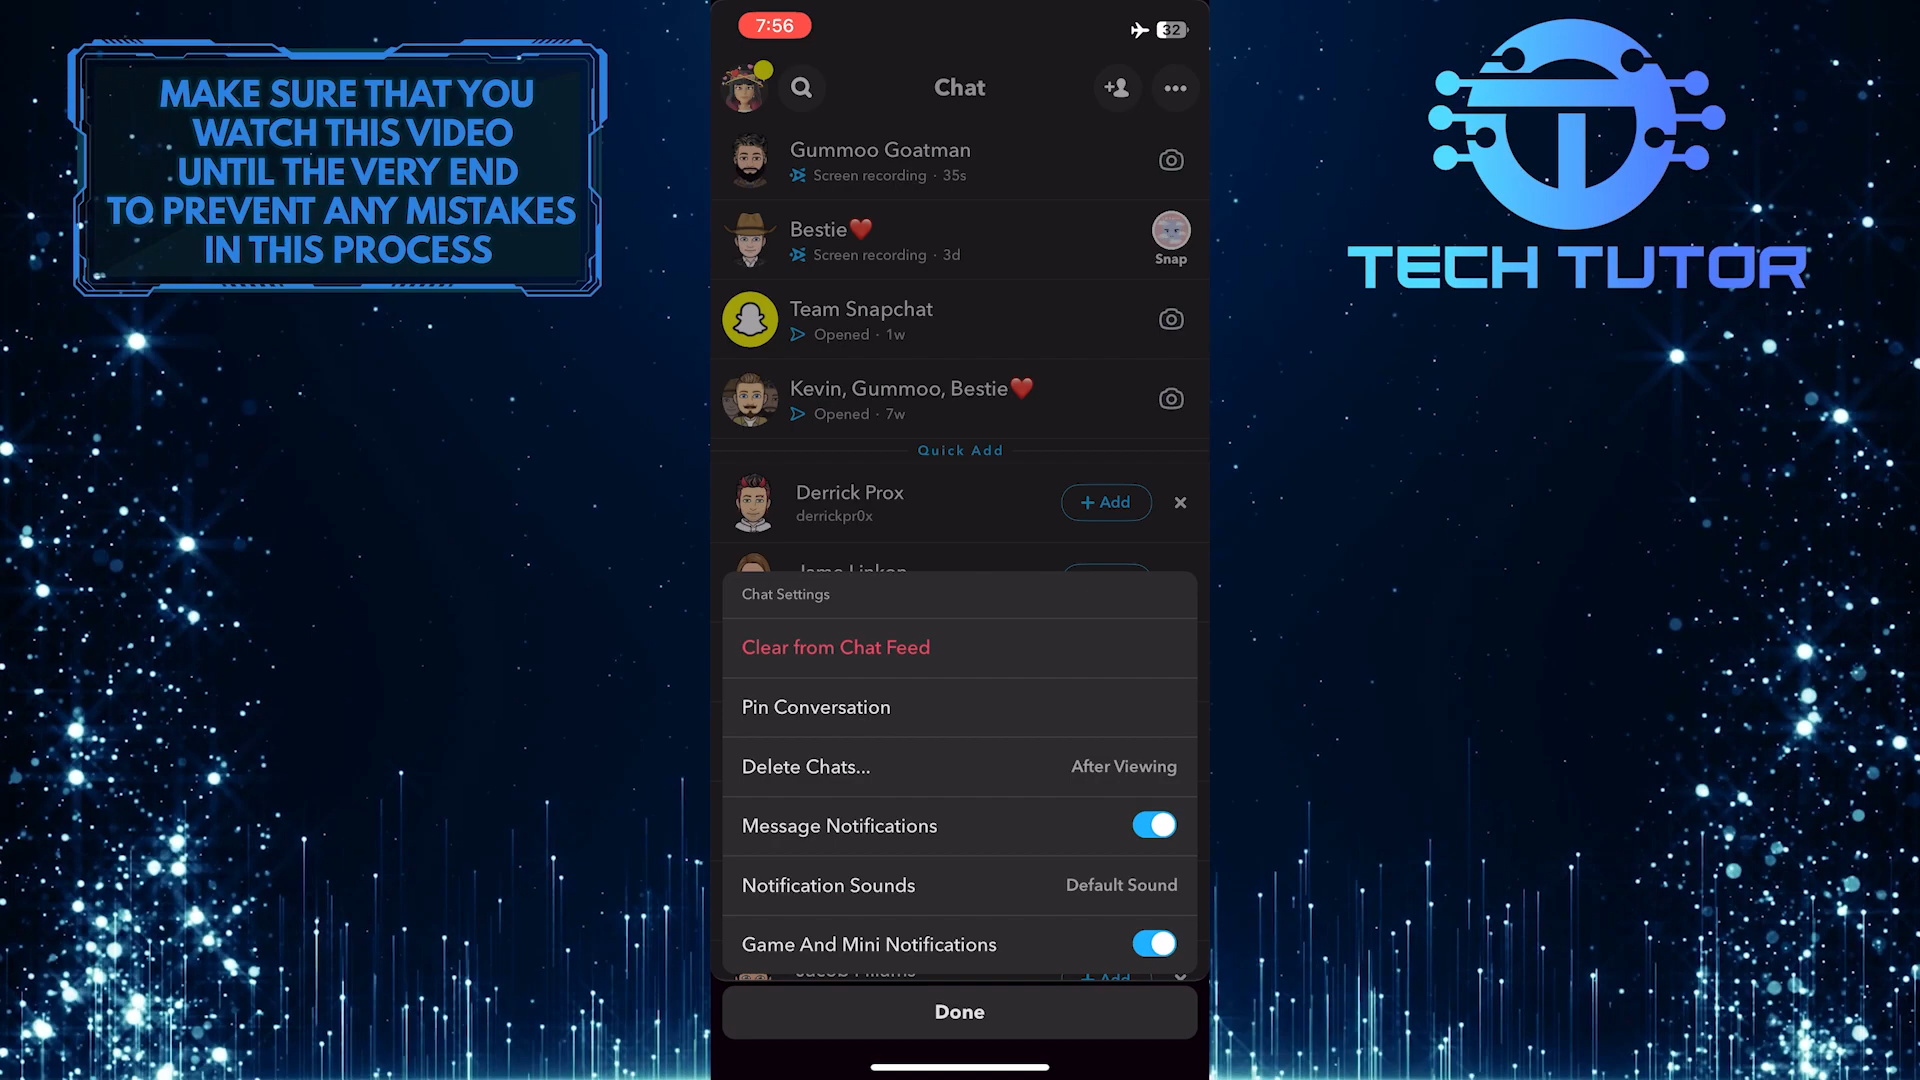 MAKE SURE THAT YOU
WATCH THIS VIDEO
UNTIL THE VERY END
TO PREVENT ANY MISTAKES
IN THIS PROCESS
7:56
32
Chat
Gummoo Goatman
Screen recording · 35s
Bestie❤️
Screen recording · 3d
Snap
Team Snapchat
Opened · 1w
Kevin, Gummoo, Bestie❤️
Opened · 7w
Quick Add
Derrick Prox
derrickpr0x
+ Add
Chat Settings
Clear from Chat Feed
Pin Conversation
Delete Chats...
After Viewing
Message Notifications
Notification Sounds
Default Sound
Game And Mini Notifications
+ Add
Done
TECH TUTOR